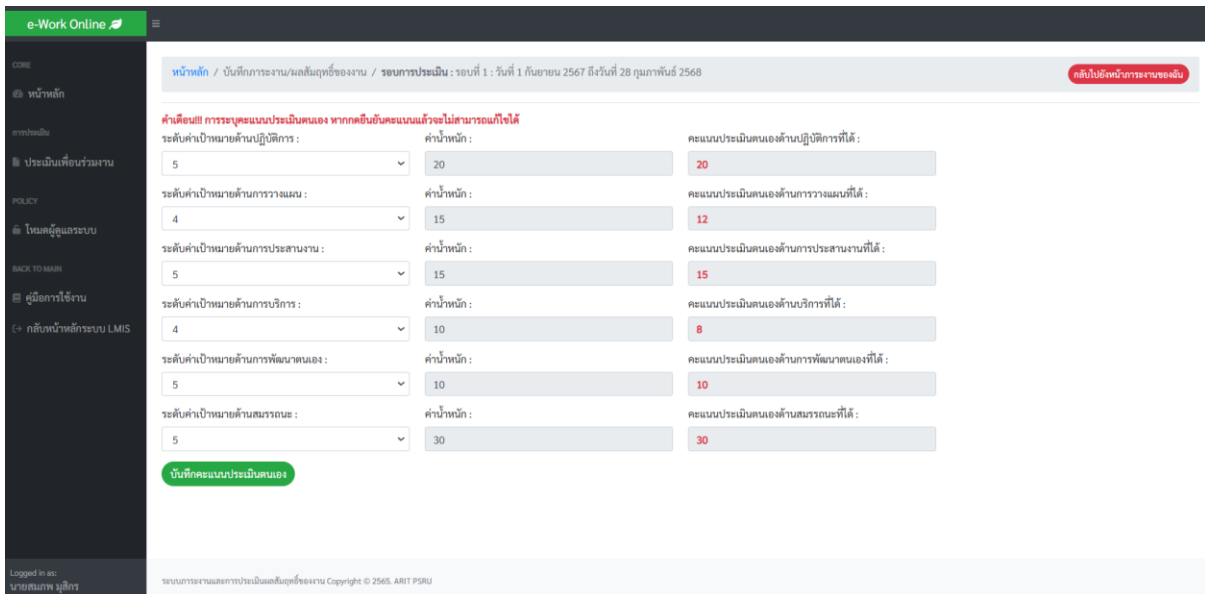 e-Work Online
CORE
หน้าหลัก
การประเมิน
ประเมินเพื่อนร่วมงาน
POLICY
โหมดผู้ดูแลระบบ
BACK TO MAIN
คู่มือการใช้งาน
กลับหน้าหลักระบบ LMIS
Logged in as:
นายสมภพ มุสิกร
หน้าหลัก / บันทึกภาระงาน/ผลสัมฤทธิ์ของงาน / รอบการประเมิน : รอบที่ 1 : วันที่ 1 กันยายน 2567 ถึงวันที่ 28 กุมภาพันธ์ 2568
กลับไปยังหน้าภาระงานของฉัน
คำเตือน!!! การระบุคะแนนประเมินตนเอง หากกดยืนยันคะแนนแล้วจะไม่สามารถแก้ไขได้
ระดับค่าเป้าหมายด้านปฏิบัติการ : ค่าน้ำหนัก : คะแนนประเมินตนเองด้านปฏิบัติการที่ได้ :
5 20 20
ระดับค่าเป้าหมายด้านการวางแผน : ค่าน้ำหนัก : คะแนนประเมินตนเองด้านการวางแผนที่ได้ :
4 15 12
ระดับค่าเป้าหมายด้านการประสานงาน : ค่าน้ำหนัก : คะแนนประเมินตนเองด้านการประสานงานที่ได้ :
5 15 15
ระดับค่าเป้าหมายด้านการบริการ : ค่าน้ำหนัก : คะแนนประเมินตนเองด้านบริการที่ได้ :
4 10 8
ระดับค่าเป้าหมายด้านการพัฒนาตนเอง : ค่าน้ำหนัก : คะแนนประเมินตนเองด้านการพัฒนาตนเองที่ได้ :
5 10 10
ระดับค่าเป้าหมายด้านสมรรถนะ : ค่าน้ำหนัก : คะแนนประเมินตนเองด้านสมรรถนะที่ได้ :
5 30 30
บันทึกคะแนนประเมินตนเอง
ระบบภาระงานและการประเมินผลสัมฤทธิ์ของงาน Copyright © 2565. ARIT PSRU